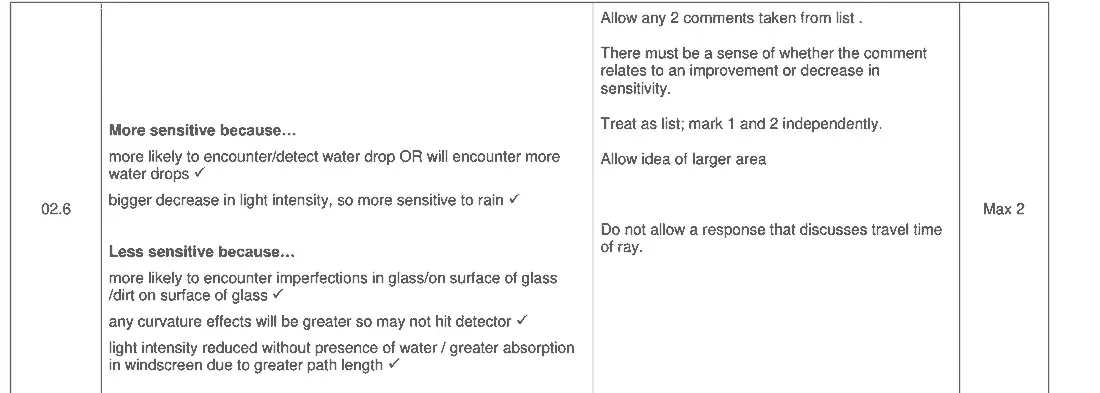 02.6
More sensitive because...
more likely to encounter/detect water drop OR will encounter more
water drops ✓
bigger decrease in light intensity, so more sensitive to rain ✓
Less sensitive because...
more likely to encounter imperfections in glass/on surface of glass
/dirt on surface of glass ✓
any curvature effects will be greater so may not hit detector ✓
light intensity reduced without presence of water / greater absorption
in windscreen due to greater path length ✓
Allow any 2 comments taken from list .
There must be a sense of whether the comment
relates to an improvement or decrease in
sensitivity.
Treat as list; mark 1 and 2 independently.
Allow idea of larger area
Do not allow a response that discusses travel time
of ray.
Max 2